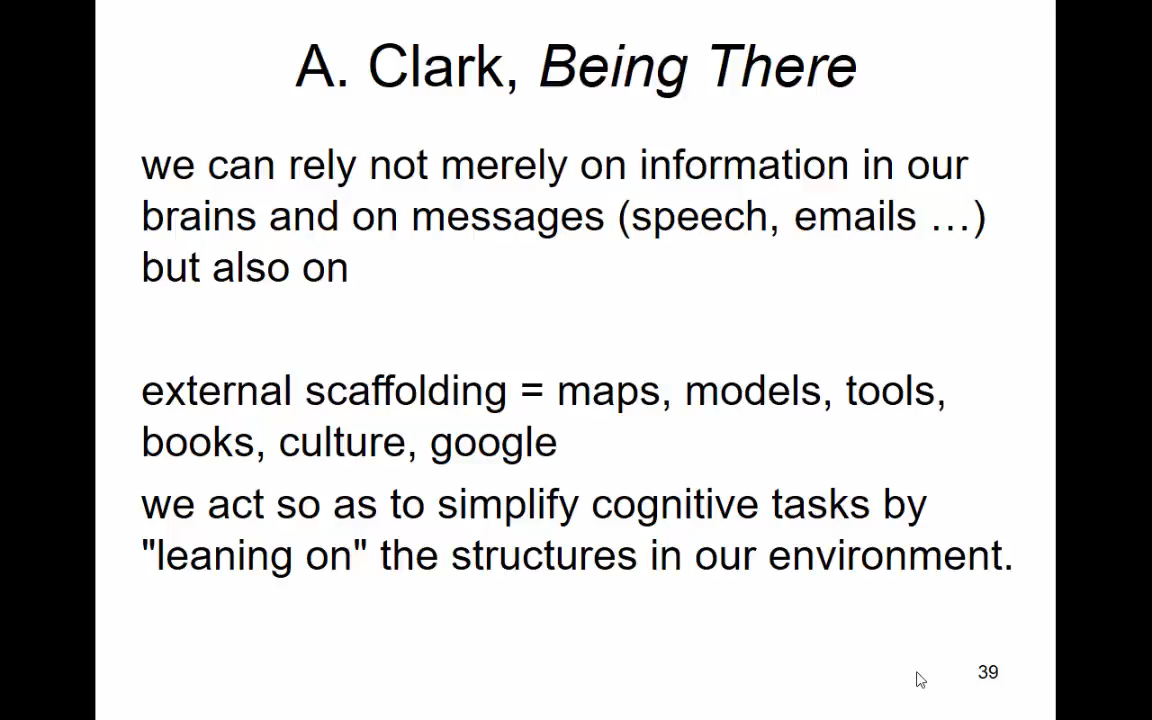 A. Clark, Being There
we can rely not merely on information in our
brains and on messages (speech, emails …)
but also on
external scaffolding = maps, models, tools,
books, culture, google
we act so as to simplify cognitive tasks by
"leaning on" the structures in our environment.
39